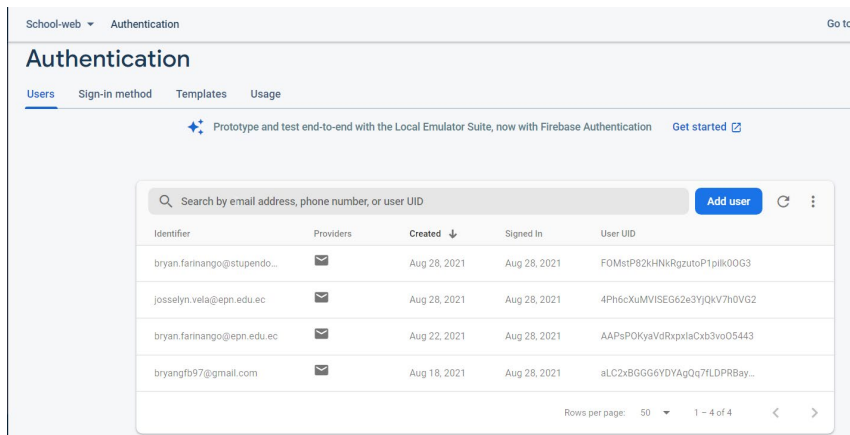 School-web Authentication Go to
Authentication
Users Sign-in method Templates Usage
Prototype and test end-to-end with the Local Emulator Suite, now with Firebase Authentication Get started
Search by email address, phone number, or user UID Add user
Identifier Providers Created Signed In User UID
bryan.farinango@stupendo... Aug 28, 2021 Aug 28, 2021 FOMstP82kHNkRgzutoP1pilk0OG3
josselyn.vela@epn.edu.ec Aug 28, 2021 Aug 28, 2021 4Ph6cXuMVISEG62e3YjQkV7h0VG2
bryan.farinango@epn.edu.ec Aug 22, 2021 Aug 28, 2021 AAPsPOKyaVdRxpxlaCxb3voO5443
bryangfb97@gmail.com Aug 18, 2021 Aug 28, 2021 aLC2xBGGG6YDYAgQq7fLDPRBay...
Rows per page: 50 1 – 4 of 4